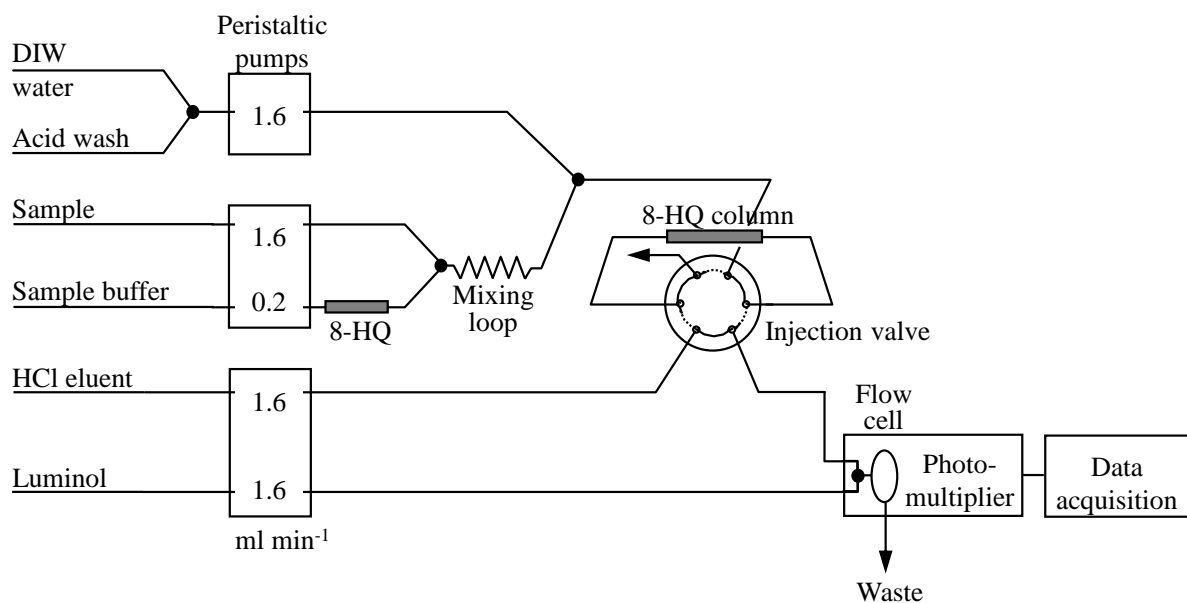 Peristaltic
pumps
DIW
water
Acid wash
1.6
Sample
1.6
Sample buffer
0.2
8-HQ
Mixing
loop
8-HQ column
Injection valve
HCl eluent
1.6
Luminol
1.6
ml min⁻¹
Flow
cell
Photo-
multiplier
Data
acquisition
Waste